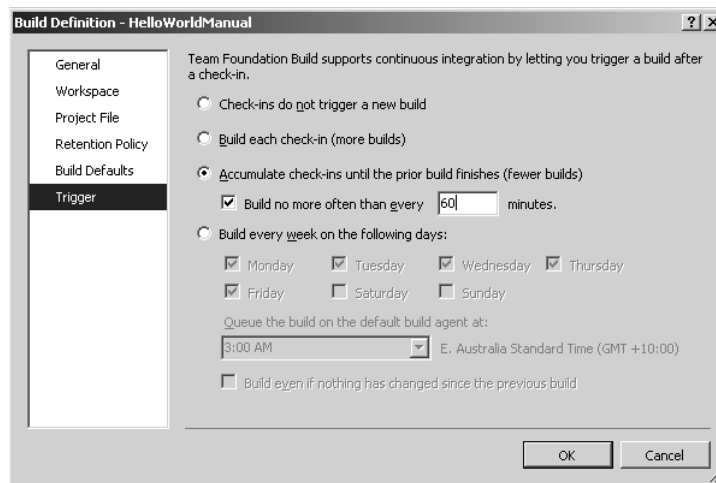 Build Definition - HelloWorldManual
General
Workspace
Project File
Retention Policy
Build Defaults
Trigger
Team Foundation Build supports continuous integration by letting you trigger a build after
a check-in.
Check-ins do not trigger a new build
Build each check-in (more builds)
Accumulate check-ins until the prior build finishes (fewer builds)
Build no more often than every 60 minutes.
Build every week on the following days:
Monday Tuesday Wednesday Thursday
Friday Saturday Sunday
Queue the build on the default build agent at:
3:00 AM E. Australia Standard Time (GMT +10:00)
Build even if nothing has changed since the previous build
OK Cancel